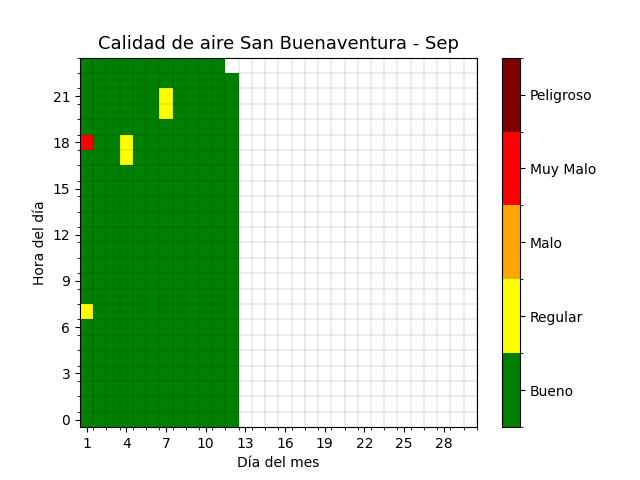 Calidad de aire San Buenaventura - Sep
Hora del día
21
18
15
12
9
6
3
0
1 4 7 10 13 16 19 22 25 28
Día del mes
Peligroso
Muy Malo
Malo
Regular
Bueno